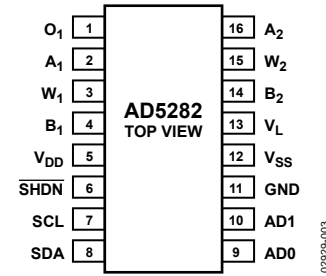 O1 1 16 A2
A1 2 15 W2
W1 3 14 B2
B1 4 AD5282 13 VL
TOP VIEW
VDD 5 12 VSS
SHDN 6 11 GND
SCL 7 10 AD1
SDA 8 9 AD0
02829-003